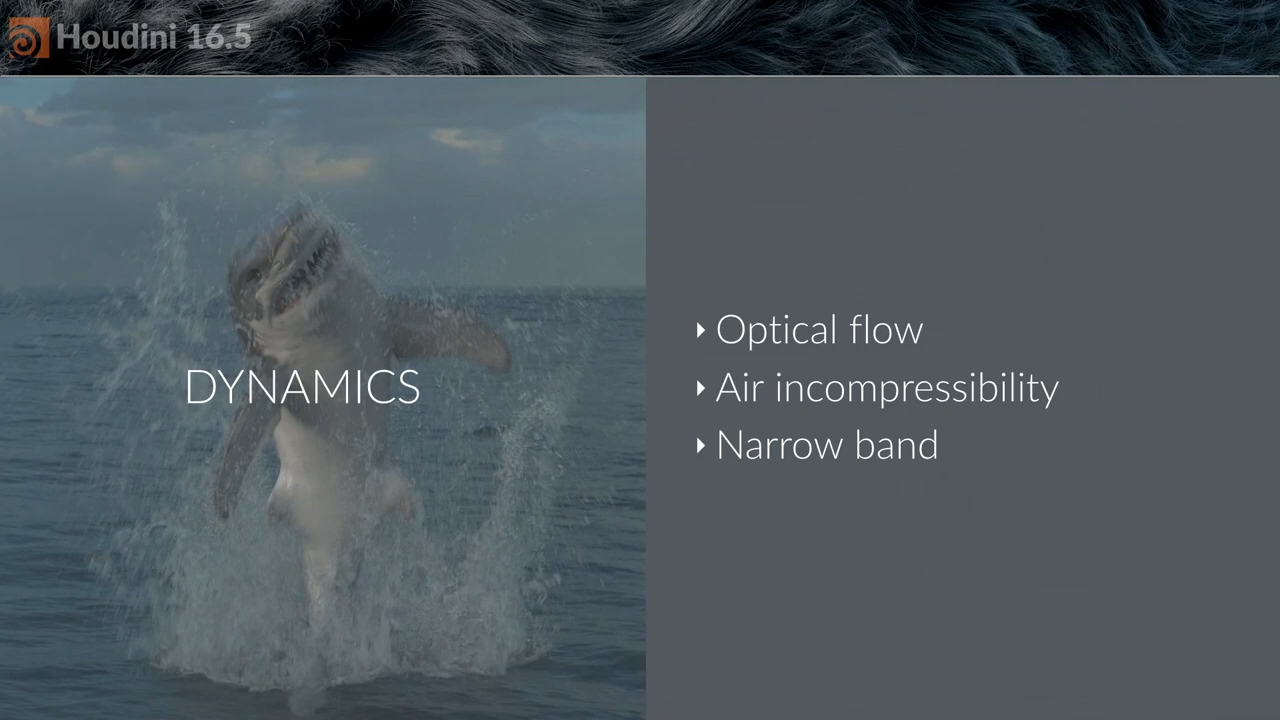 Houdini 16.5
DYNAMICS
Optical flow
Air incompressibility
Narrow band